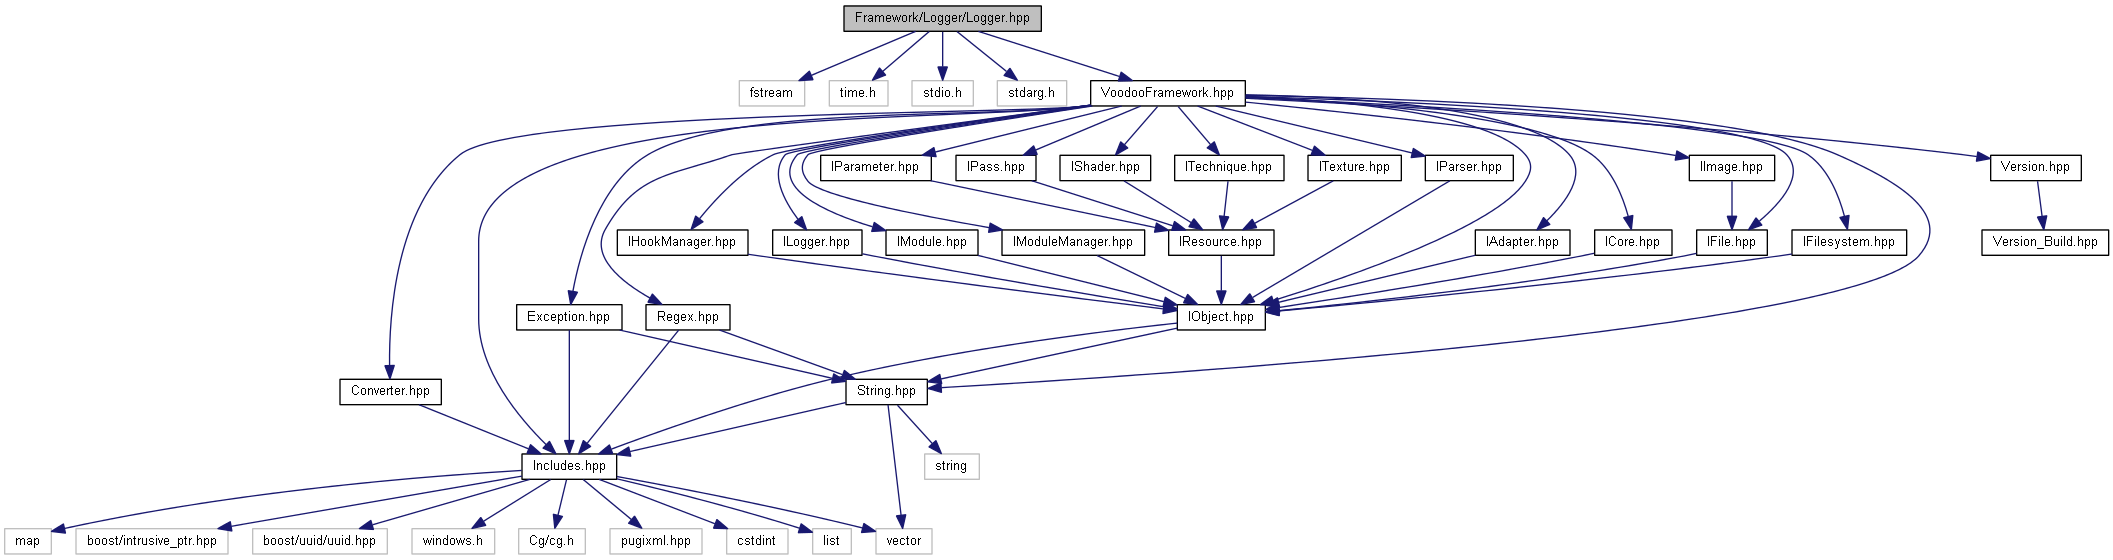 Framework/Logger/Logger.hpp
fstream
time.h
stdio.h
stdarg.h
VoodooFramework.hpp
IParameter.hpp
IPass.hpp
IShader.hpp
ITechnique.hpp
ITexture.hpp
IParser.hpp
IImage.hpp
Version.hpp
IHookManager.hpp
ILogger.hpp
IModule.hpp
IModuleManager.hpp
IResource.hpp
IAdapter.hpp
ICore.hpp
IFile.hpp
IFilesystem.hpp
Version_Build.hpp
Exception.hpp
Regex.hpp
IObject.hpp
Converter.hpp
String.hpp
Includes.hpp
string
map
boost/intrusive_ptr.hpp
boost/uuid/uuid.hpp
windows.h
Cg/cg.h
pugixml.hpp
cstdint
list
vector